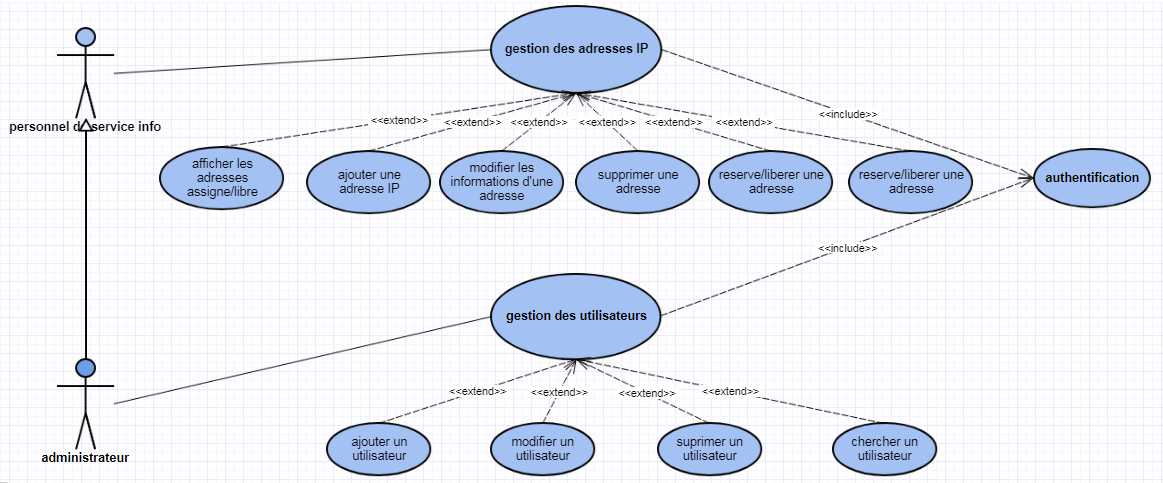 gestion des adresses IP
personnel d service info
<<extend>>
<<extend>>
<<extend>>
<<extend>>
<<extend>>
<<extend>>
<<include>>
afficher les
adresses
assigne/libre
ajouter une
adresse IP
modifier les
informations d'une
adresse
supprimer une
adresse
reserve/liberer une
adresse
reserve/liberer une
adresse
authentification
<<include>>
gestion des utilisateurs
<<extend>>
<<extend>>
<<extend>>
<<extend>>
ajouter un
utilisateur
modifier un
utilisateur
suprimer un
utilisateur
chercher un
utilisateur
administrateur